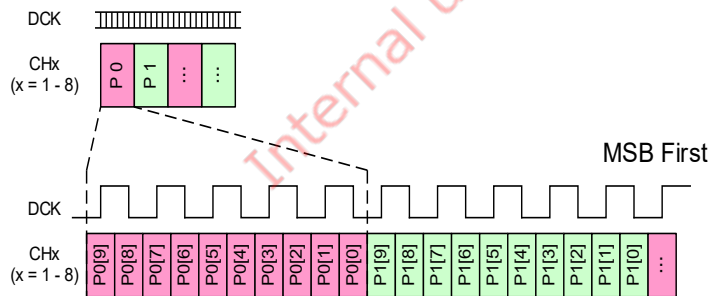 DCK
CHx
(x = 1 - 8)
P 0
P 1
...
...
Internal u
MSB First
DCK
CHx
(x = 1 - 8)
P0[9] P0[8] P0[7] P0[6] P0[5] P0[4] P0[3] P0[2] P0[1] P0[0] P1[9] P1[8] P1[7] P1[6] P1[5] P1[4] P1[3] P1[2] P1[1] P1[0] ...